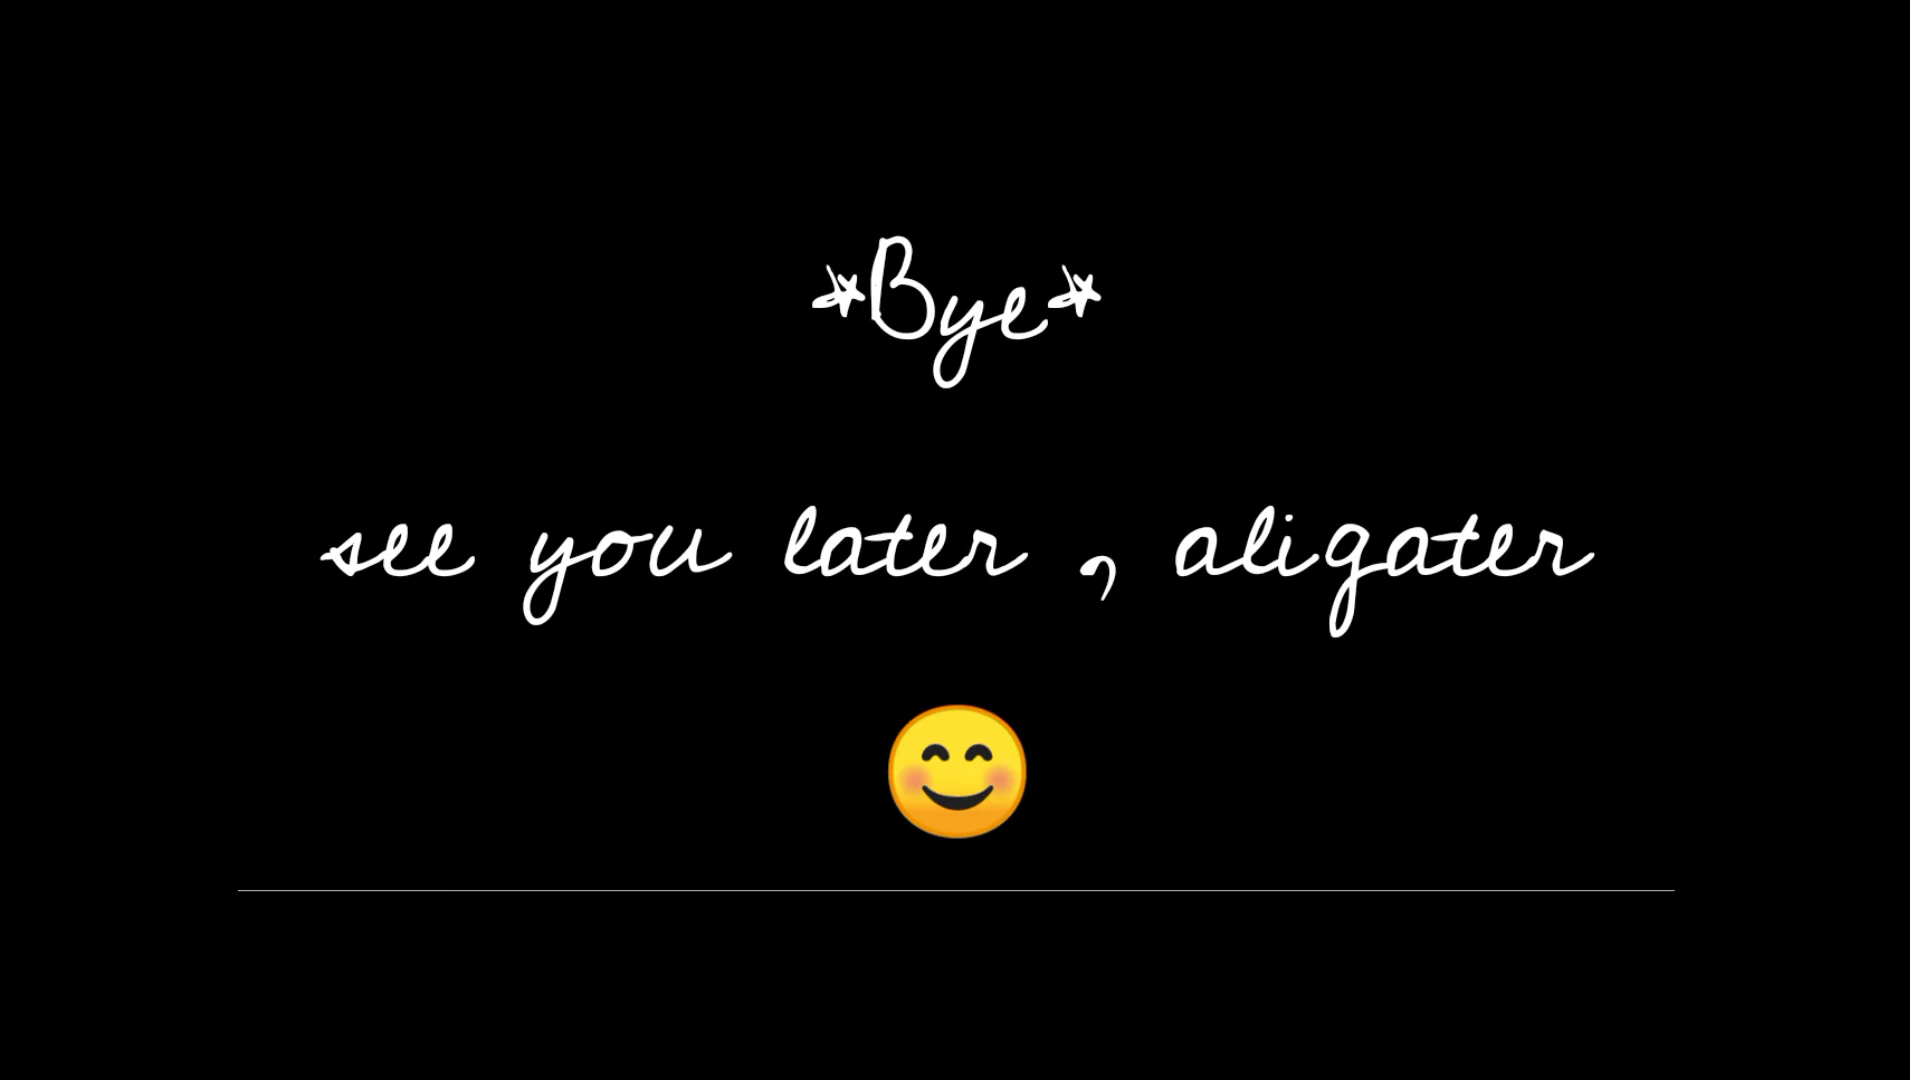 *Bye*
see you later , aligater
😊